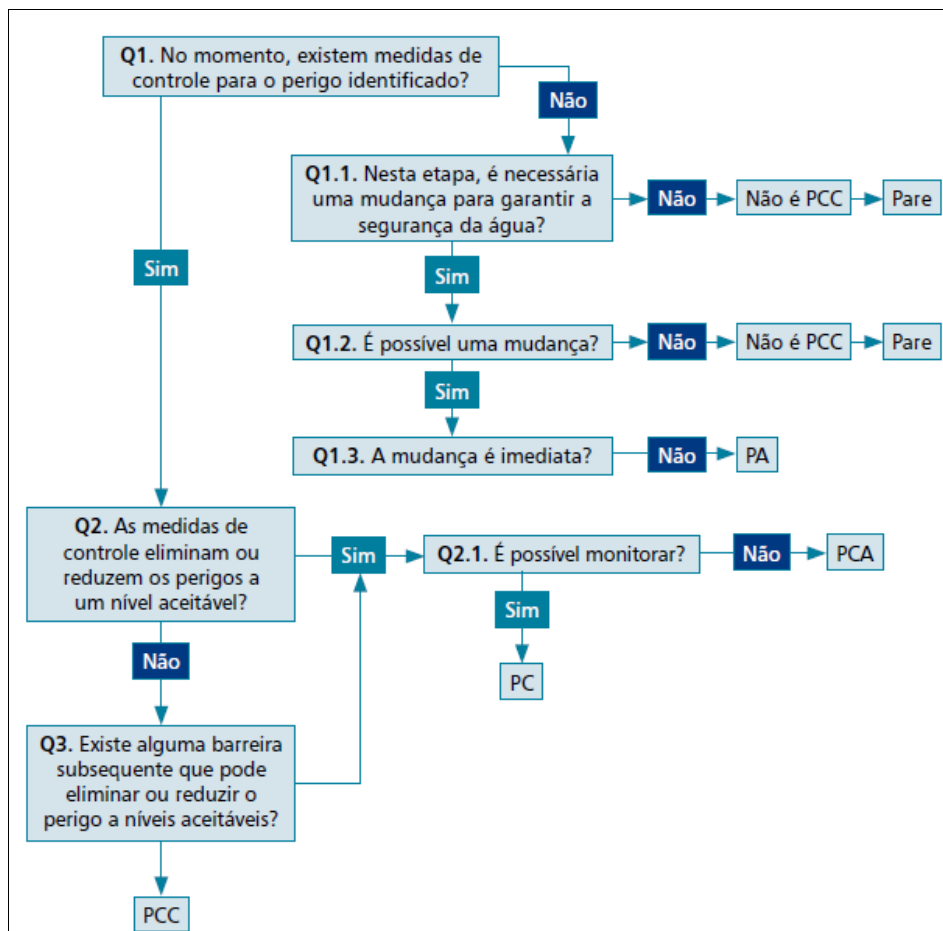 Q1. No momento, existem medidas de
controle para o perigo identificado?
Não
Q1.1. Nesta etapa, é necessária
uma mudança para garantir a
segurança da água?
Não
Não é PCC
Pare
Sim
Sim
Q1.2. É possível uma mudança?
Não
Não é PCC
Pare
Sim
Q1.3. A mudança é imediata?
Não
PA
Q2. As medidas de
controle eliminam ou
reduzem os perigos a
um nível aceitável?
Sim
Q2.1. É possível monitorar?
Não
PCA
Sim
PC
Não
Q3. Existe alguma barreira
subsequente que pode
eliminar ou reduzir o
perigo a níveis aceitáveis?
PCC